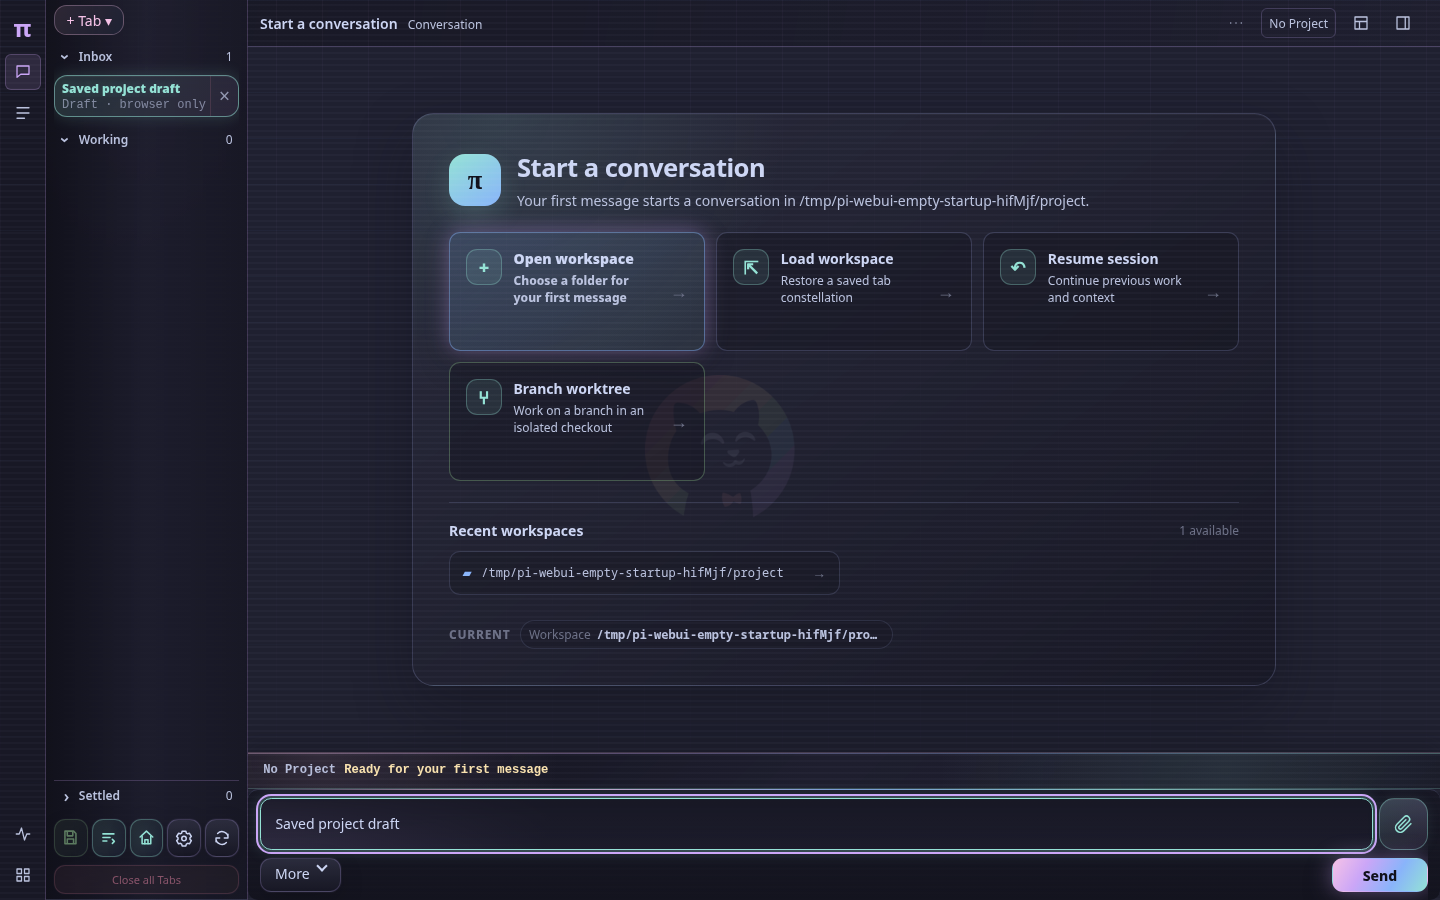 π
+ Tab ▾
Inbox 1
Saved project draft
Draft · browser only
Working 0
Settled 0
Close all Tabs
Start a conversation Conversation
No Project
π
Start a conversation
Your first message starts a conversation in /tmp/pi-webui-empty-startup-hifMjf/project.
Open workspace
Choose a folder for
your first message
Load workspace
Restore a saved tab
constellation
Resume session
Continue previous work
and context
Branch worktree
Work on a branch in an
isolated checkout
Recent workspaces 1 available
/tmp/pi-webui-empty-startup-hifMjf/project
CURRENT Workspace /tmp/pi-webui-empty-startup-hifMjf/pro…
No Project Ready for your first message
Saved project draft
More
Send